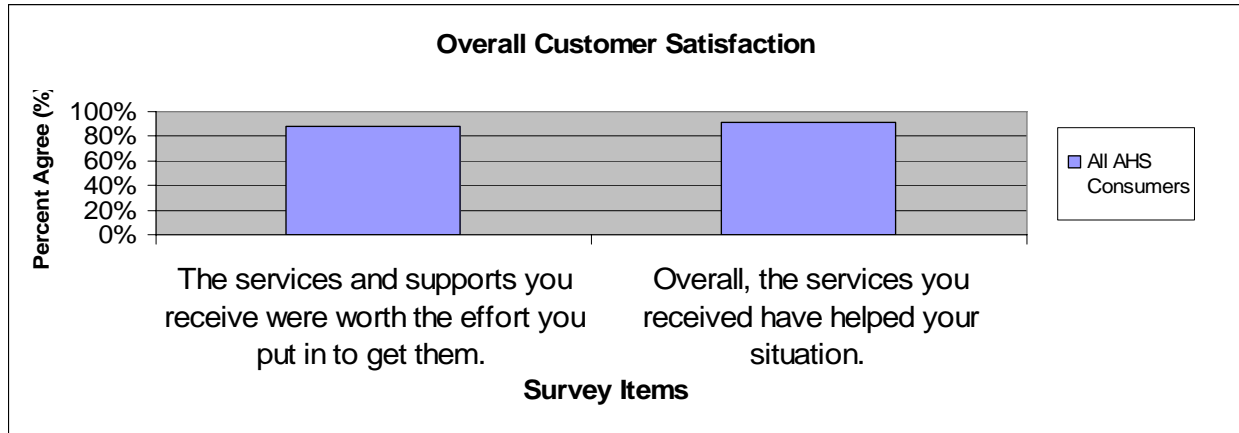 Overall Customer Satisfaction
Percent Agree (%)
100%
80%
60%
40%
20%
0%
The services and supports you
receive were worth the effort you
put in to get them.
Overall, the services you
received have helped your
situation.
Survey Items
All AHS
Consumers